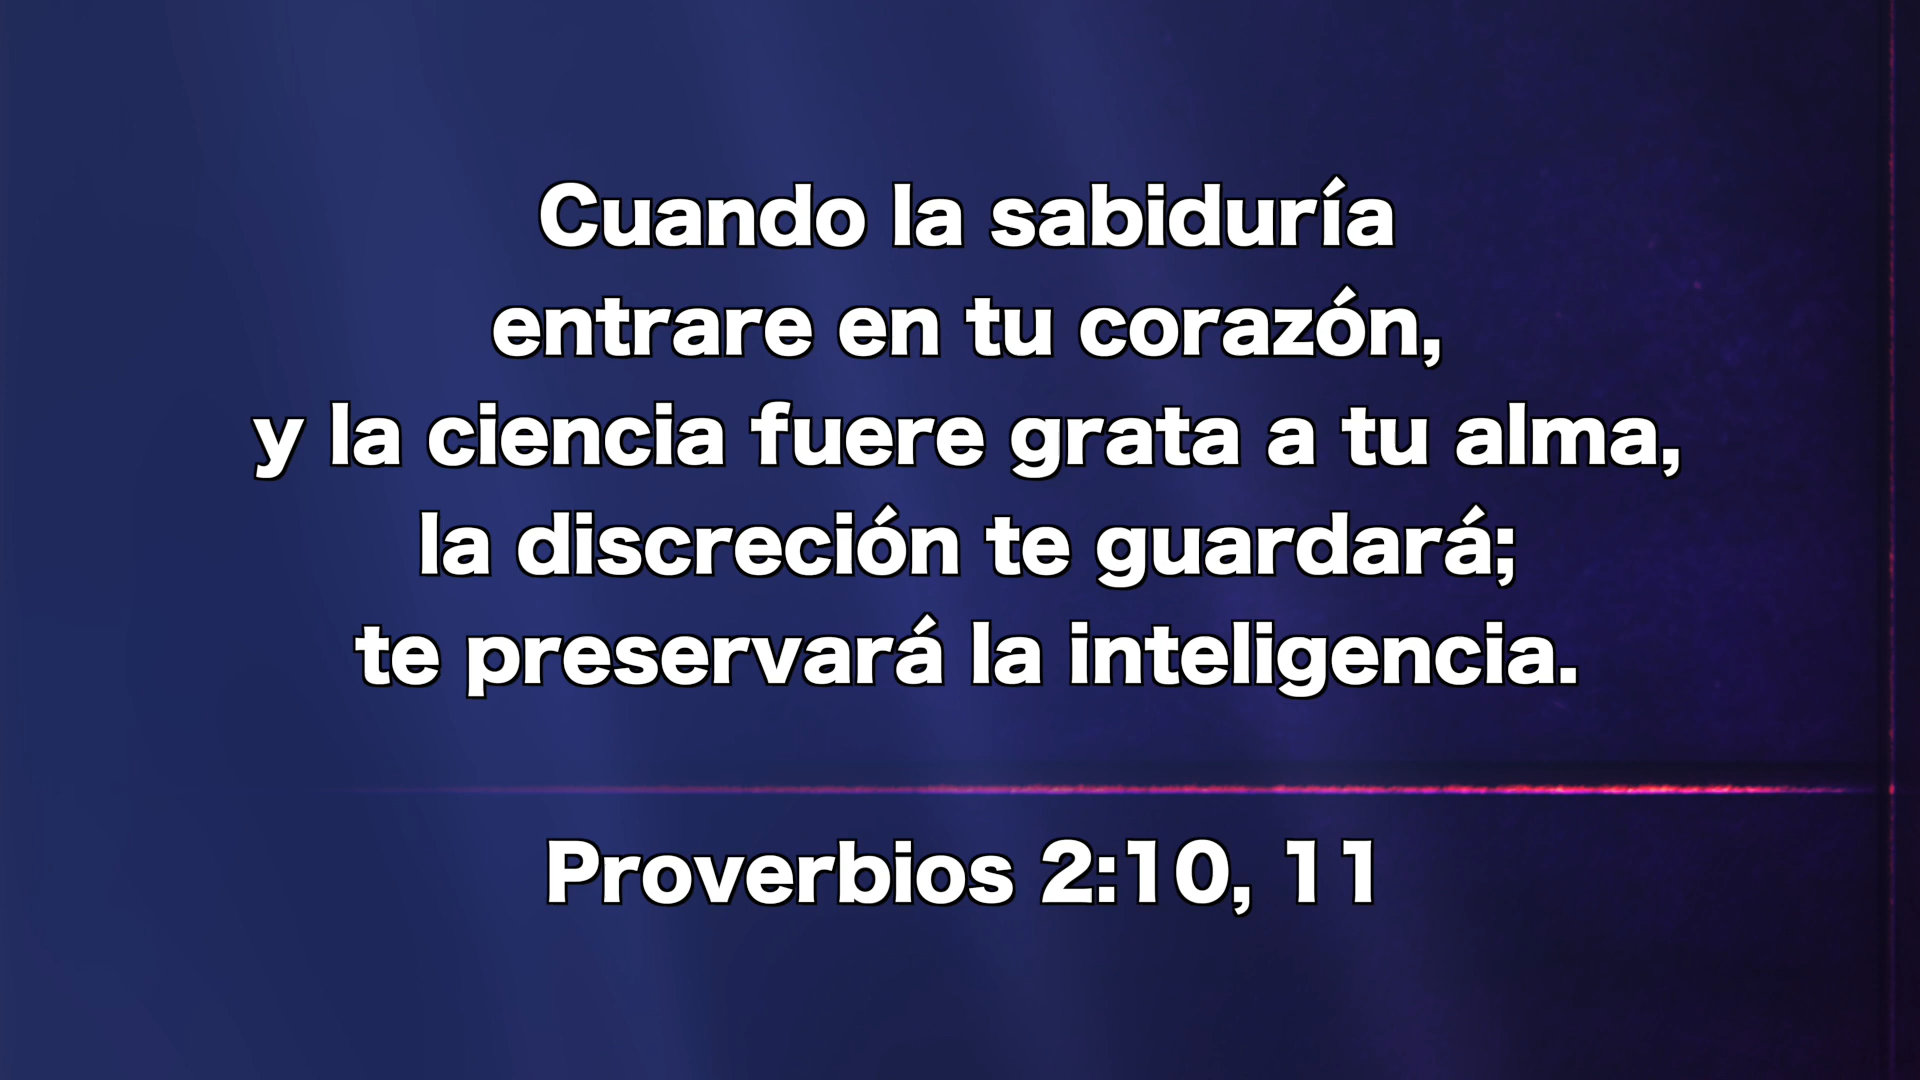 Cuando la sabiduría
entrare en tu corazón,
y la ciencia fuere grata a tu alma,
la discreción te guardará;
te preservará la inteligencia.
Proverbios 2:10, 11